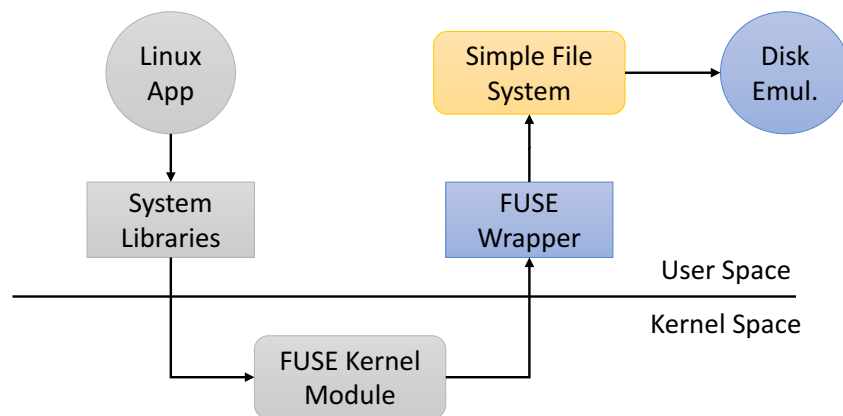 Linux
App
System
Libraries
FUSE Kernel
Module
FUSE
Wrapper
Simple File
System
Disk
Emul.
User Space
Kernel Space